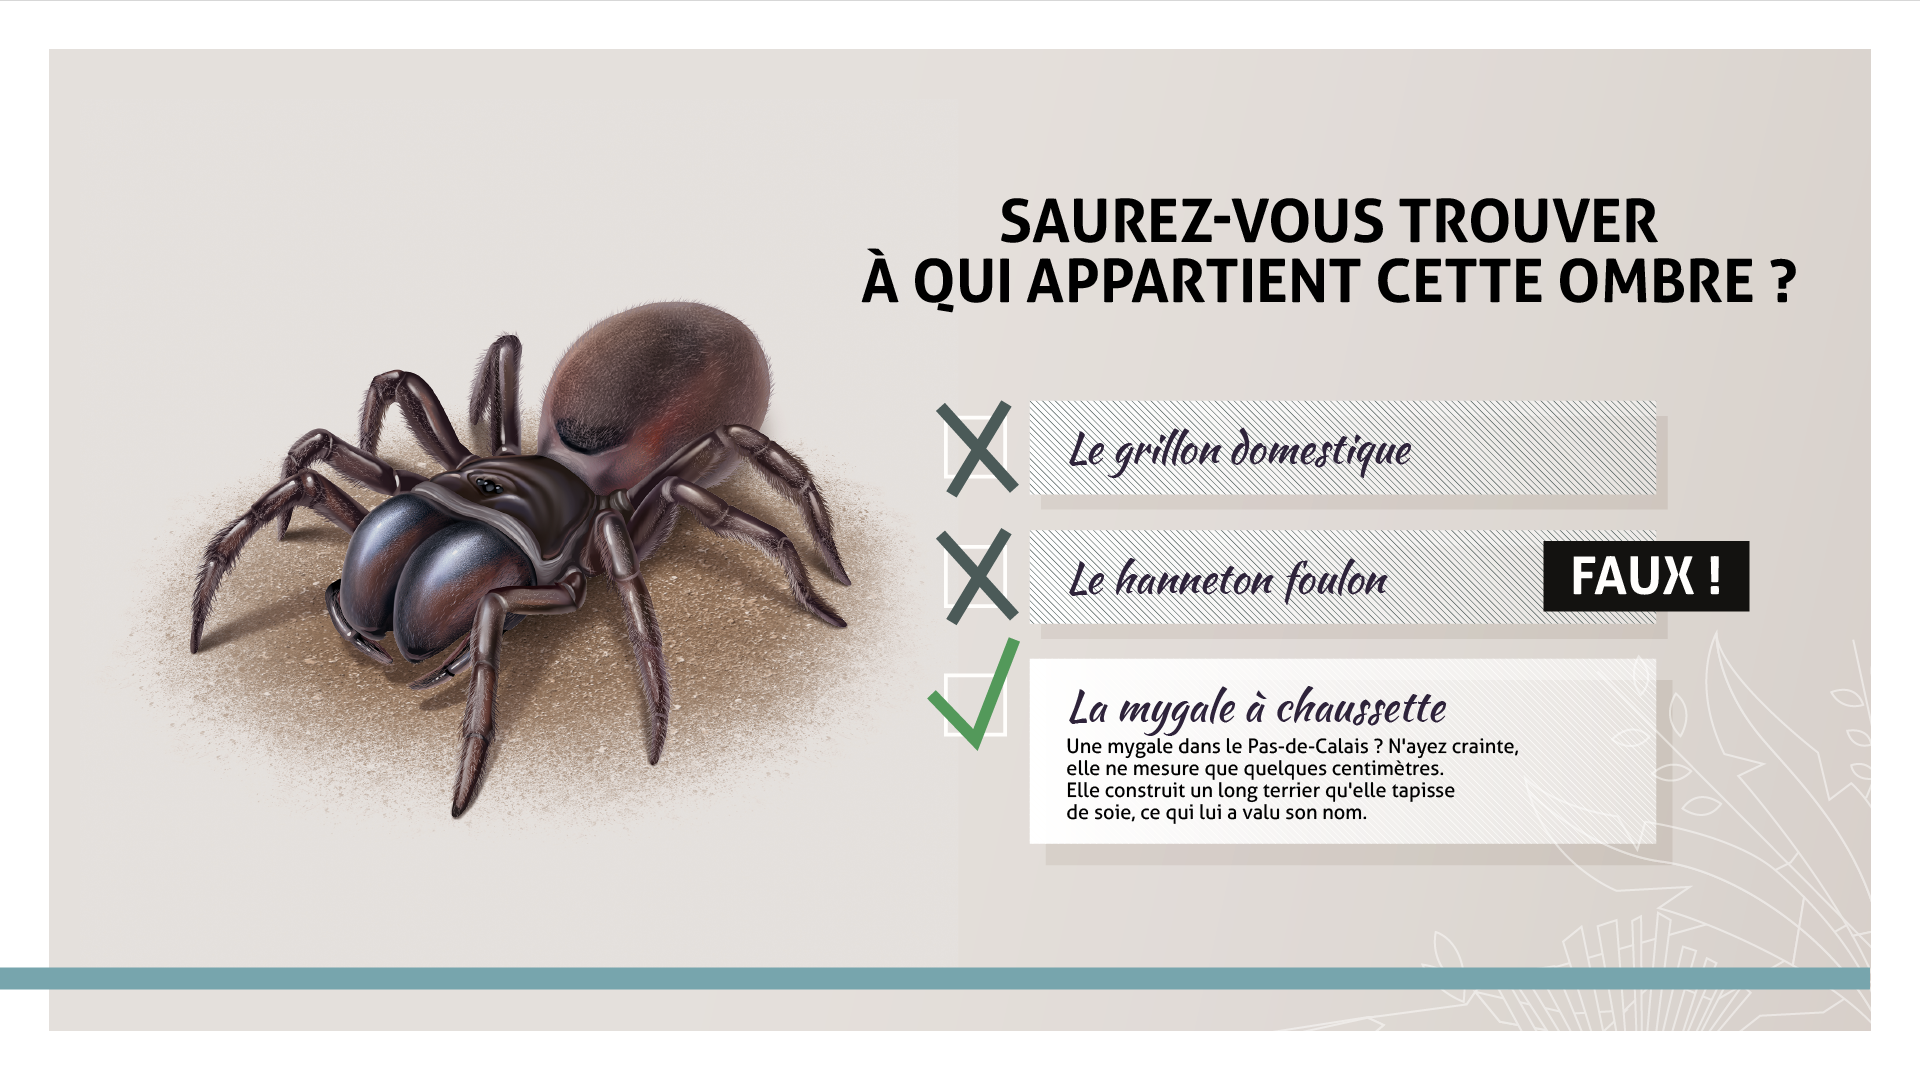 SAUREZ-VOUS TROUVER
À QUI APPARTIENT CETTE OMBRE ?
Le grillon domestique
Le hanneton foulon
FAUX !
La mygale à chaussette
Une mygale dans le Pas-de-Calais ? N'ayez crainte,
elle ne mesure que quelques centimètres.
Elle construit un long terrier qu'elle tapisse
de soie, ce qui lui a valu son nom.